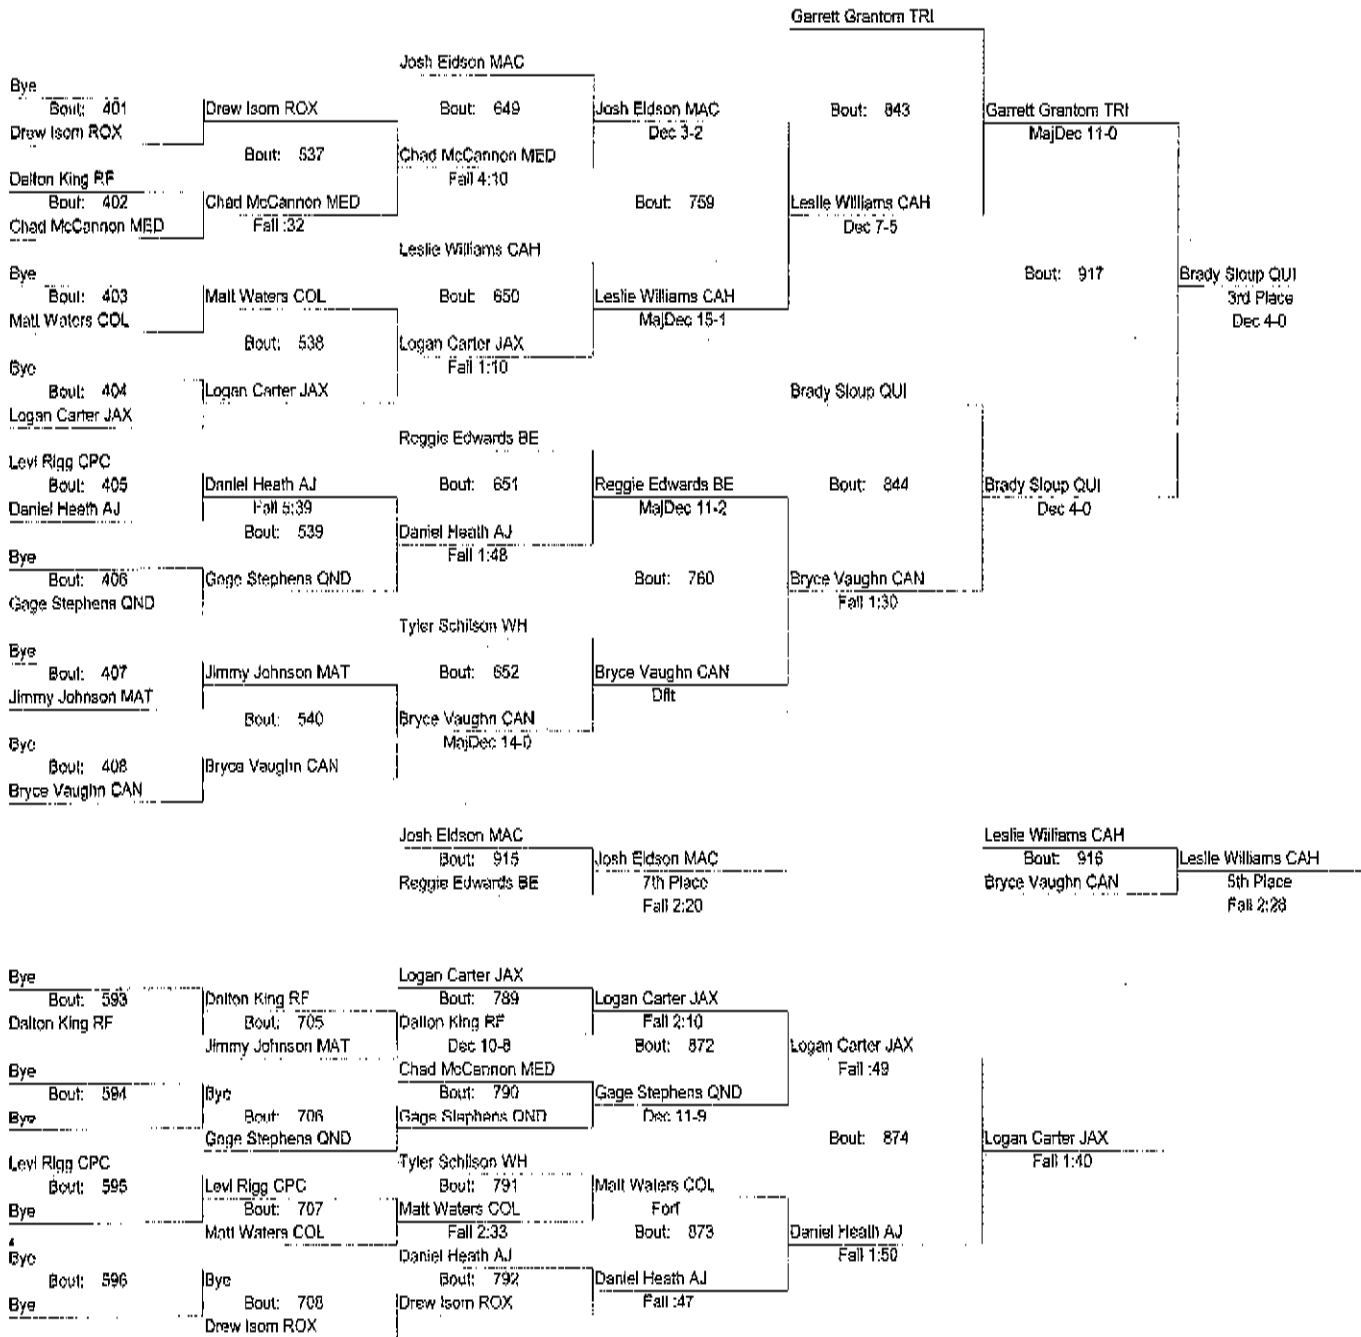 Garrett Grantom TRI
Josh Eidson MAC
Bye
Bout: 401
Drew Isom ROX
Bout: 649
Josh Eidson MAC
Bout: 843
Garrett Grantom TRI
Drew Isom ROX
Dec 3-2
MajDec 11-0
Bout: 537
Chad McCannon MED
Dalton King RF
Fall 4:10
Bout: 402
Chad McCannon MED
Bout: 759
Leslie Williams CAH
Chad McCannon MED
Fall :32
Dec 7-5
Leslie Williams CAH
Bye
Bout: 917
Brady Sloup QUI
Bout: 403
Matt Waters COL
Bout: 650
Leslie Williams CAH
3rd Place
Matt Waters COL
MajDec 15-1
Dec 4-0
Bout: 538
Logan Carter JAX
Bye
Fall 1:10
Bout: 404
Logan Carter JAX
Brady Sloup QUI
Logan Carter JAX
Reggie Edwards BE
Levi Rigg CPC
Bout: 405
Daniel Heath AJ
Bout: 651
Reggie Edwards BE
Bout: 844
Brady Sloup QUI
Daniel Heath AJ
Fall 5:39
MajDec 11-2
Dec 4-0
Bout: 539
Daniel Heath AJ
Bye
Fall 1:48
Bout: 406
Gage Stephens QND
Bout: 760
Bryce Vaughn CAN
Gage Stephens QND
Fall 1:30
Tyler Schilson WH
Bye
Bout: 407
Jimmy Johnson MAT
Bout: 652
Bryce Vaughn CAN
Jimmy Johnson MAT
Dflt
Bout: 540
Bryce Vaughn CAN
Bye
MajDec 14-0
Bout: 408
Bryce Vaughn CAN
Bryce Vaughn CAN
Josh Eidson MAC
Leslie Williams CAH
Bout: 915
Josh Eidson MAC
Bout: 916
Leslie Williams CAH
Reggie Edwards BE
7th Place
Bryce Vaughn CAN
5th Place
Fall 2:20
Fall 2:28
Bye
Logan Carter JAX
Bout: 593
Dalton King RF
Bout: 789
Logan Carter JAX
Dalton King RF
Bout: 705
Dalton King RF
Fall 2:10
Jimmy Johnson MAT
Dec 10-8
Bout: 872
Logan Carter JAX
Bye
Chad McCannon MED
Fall :49
Bout: 594
Bye
Bout: 790
Gage Stephens QND
Bye
Bout: 706
Gage Stephens QND
Dec 11-9
Gage Stephens QND
Bout: 874
Logan Carter JAX
Levi Rigg CPC
Tyler Schilson WH
Fall 1:40
Bout: 595
Levi Rigg CPC
Bout: 791
Matt Waters COL
Bye
Bout: 707
Matt Waters COL
Forf
Matt Waters COL
Fall 2:33
Bout: 873
Daniel Heath AJ
Bye
Daniel Heath AJ
Fall 1:50
Bout: 596
Bye
Bout: 792
Daniel Heath AJ
Bye
Bout: 708
Drew Isom ROX
Fall :47
Drew Isom ROX